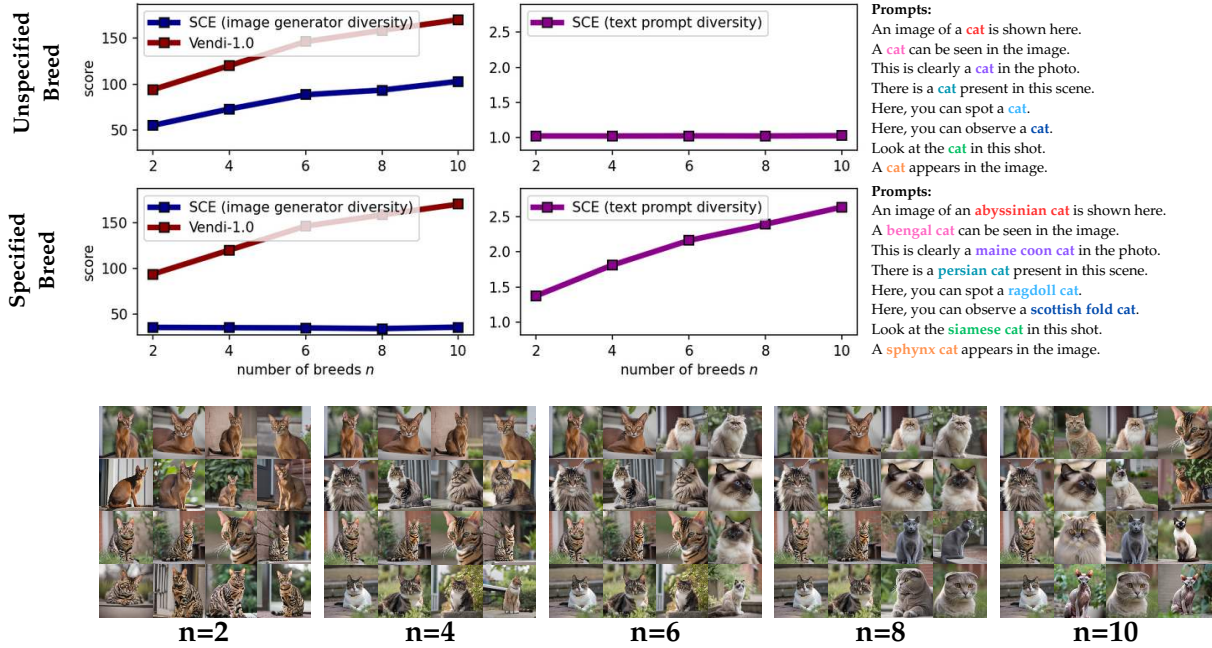 Unspecified
Breed
score
150
100
50
SCE (image generator diversity)
Vendi-1.0
2 4 6 8 10
2.5
2.0
1.5
1.0
SCE (text prompt diversity)
2 4 6 8 10
Prompts:
An image of a cat is shown here.
A cat can be seen in the image.
This is clearly a cat in the photo.
There is a cat present in this scene.
Here, you can spot a cat.
Here, you can observe a cat.
Look at the cat in this shot.
A cat appears in the image.
Specified
Breed
score
150
100
50
SCE (image generator diversity)
Vendi-1.0
2 4 6 8 10
number of breeds n
2.5
2.0
1.5
1.0
SCE (text prompt diversity)
2 4 6 8 10
number of breeds n
Prompts:
An image of an abyssinian cat is shown here.
A bengal cat can be seen in the image.
This is clearly a maine coon cat in the photo.
There is a persian cat present in this scene.
Here, you can spot a ragdoll cat.
Here, you can observe a scottish fold cat.
Look at the siamese cat in this shot.
A sphynx cat appears in the image.
n=2 n=4 n=6 n=8 n=10